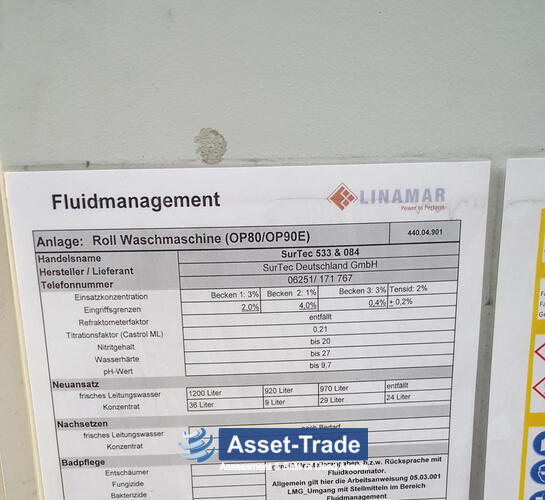 Fluidmanagement
LINAMAR
Power to Perform
Anlage: Roll Waschmaschine (OP80/OP90E)
440.04.901
Handelsname SurTec 533 & 084
Hersteller / Lieferant SurTec Deutschland GmbH
Telefonnummer 06251/ 171 767
Einsatzkonzentration Becken 1: 3% Becken 2: 1% Becken 3: 3% Tensid: 2%
Eingriffsgrenzen 2,0% 4,0% 0,4% ± 0,2%
Refraktometerfaktor entfällt
Titrationsfaktor (Castrol ML) 0,21
Nitritgehalt bis 20
Wasserhärte bis 27
pH-Wert bis 9,7
Neuansatz
frisches Leitungswasser 1200 Liter 920 Liter 970 Liter entfällt
Konzentrat 36 Liter 9 Liter 29 Liter 24 Liter
Nachsetzen
frisches Leitungswasser nach Bedarf
Konzentrat
Asset-Trade
Badpflege
Entschäumer
Fungizide
Bakterizide
b.z.w. Rücksprache mit
Fluidkoordinator.
Allgemein gilt hier die Arbeitsanweisung 05.03.001
LMG_Umgang mit Stellmitteln im Bereich
Fluidmanagement